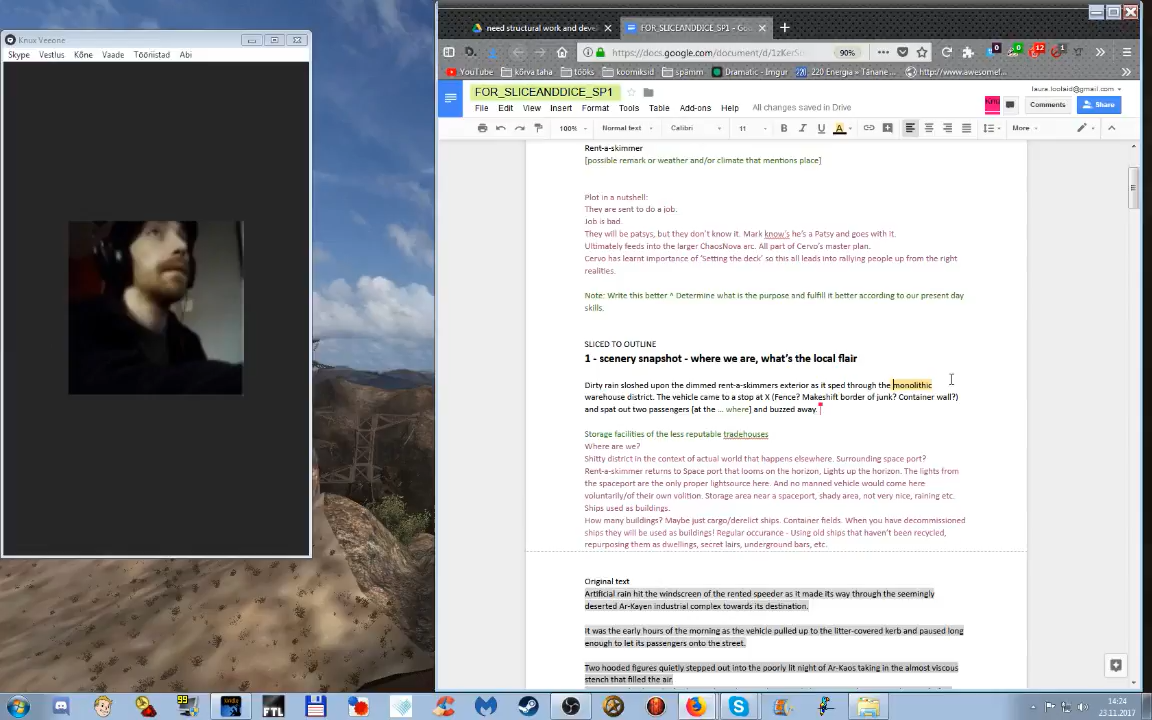 Knux Veeone
Skype Vestlus Kõne Vaade Tööriistad Abi
need structural work and deve
FOR_SLICEANDDICE_SP1 - Goo
https://docs.google.com/document/d/1zKer5
90%
YouTube kõrva taha tööks koomiksid spämm Dramatic - Imgur 220 Energia » Tänane ... http://www.awesome!
FOR_SLICEANDDICE_SP1
laura.loolaid@gmail.com
File Edit View Insert Format Tools Table Add-ons Help All changes saved in Drive
Comments Share
100% Normal text Calibri 11 B I U A More
Rent-a-skimmer
[possible remark or weather and/or climate that mentions place]
Plot in a nutshell:
They are sent to do a job.
Job is bad.
They will be patsys, but they don't know it. Mark know's he's a Patsy and goes with it.
Ultimately feeds into the larger ChaosNova arc. All part of Cervo's master plan.
Cervo has learnt importance of 'Setting the deck' so this all leads into rallying people up from the right
realities.
Note: Write this better ^ Determine what is the purpose and fulfill it better according to our present day
skills.
SLICED TO OUTLINE
1 - scenery snapshot - where we are, what's the local flair
Dirty rain sloshed upon the dimmed rent-a-skimmers exterior as it sped through the monolithic
warehouse district. The vehicle came to a stop at X (Fence? Makeshift border of junk? Container wall?)
and spat out two passengers [at the ... where] and buzzed away.
Storage facilities of the less reputable tradehouses
Where are we?
Shitty district in the context of actual world that happens elsewhere. Surrounding space port?
Rent-a-skimmer returns to Space port that looms on the horizon, Lights up the horizon. The lights from
the spaceport are the only proper lightsource here. And no manned vehicle would come here
voluntarily/of their own volition. Storage area near a spaceport, shady area, not very nice, raining etc.
Ships used as buildings.
How many buildings? Maybe just cargo/derelict ships. Container fields. When you have decommissioned
ships they will be used as buildings! Regular occurance - Using old ships that haven't been recycled,
repurposing them as dwellings, secret lairs, underground bars, etc.
Original text
Artificial rain hit the windscreen of the rented speeder as it made its way through the seemingly
deserted Ar-Kayen industrial complex towards its destination.
It was the early hours of the morning as the vehicle pulled up to the litter-covered kerb and paused long
enough to let its passengers onto the street.
Two hooded figures quietly stepped out into the poorly lit night of Ar-Kaos taking in the almost viscous
stench that filled the air.
FTL
14:24
23.11.2017